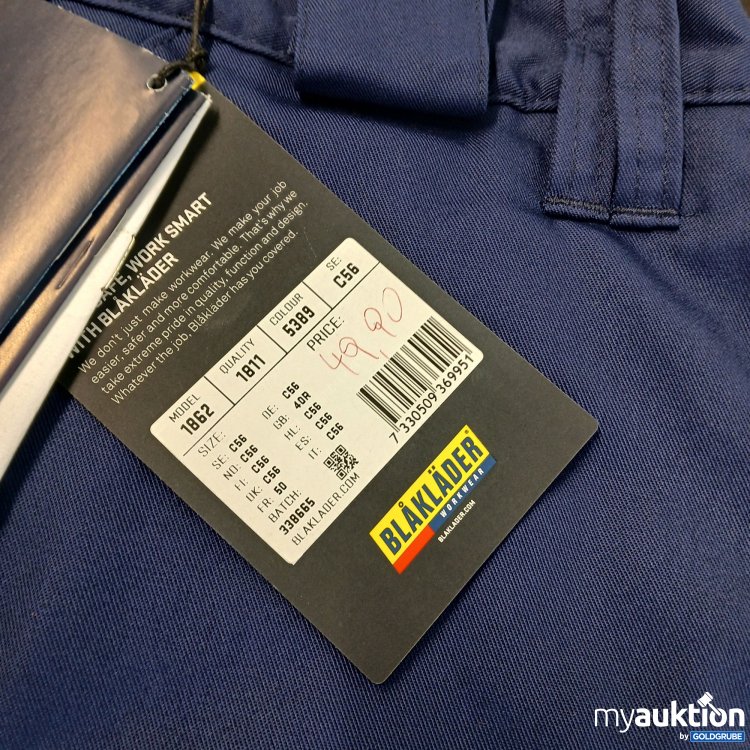 SAFE, WORK SMART
WITH BLÅKLÄDER
We don't just make workwear. We make your job
easier, safer and more comfortable. That's why we
take extreme pride in quality, function and design.
Whatever the job, Blåkläder has you covered.
MODEL
1862
QUALITY
1811
COLOUR
5389
SE:
C56
SIZE:
SE: C56
NO: C56
FI: C56
DK: C56
FR: 50
BATCH:
338665
BLAKLADER.COM
DE: C56
GB: 40R
NL: C56
ES: C56
IT: C56
PRICE:
49,90
7 330509 369951
BLÅKLÄDER
WORKWEAR
BLAKLADER.COM
myauktion
by GOLDGRUBE